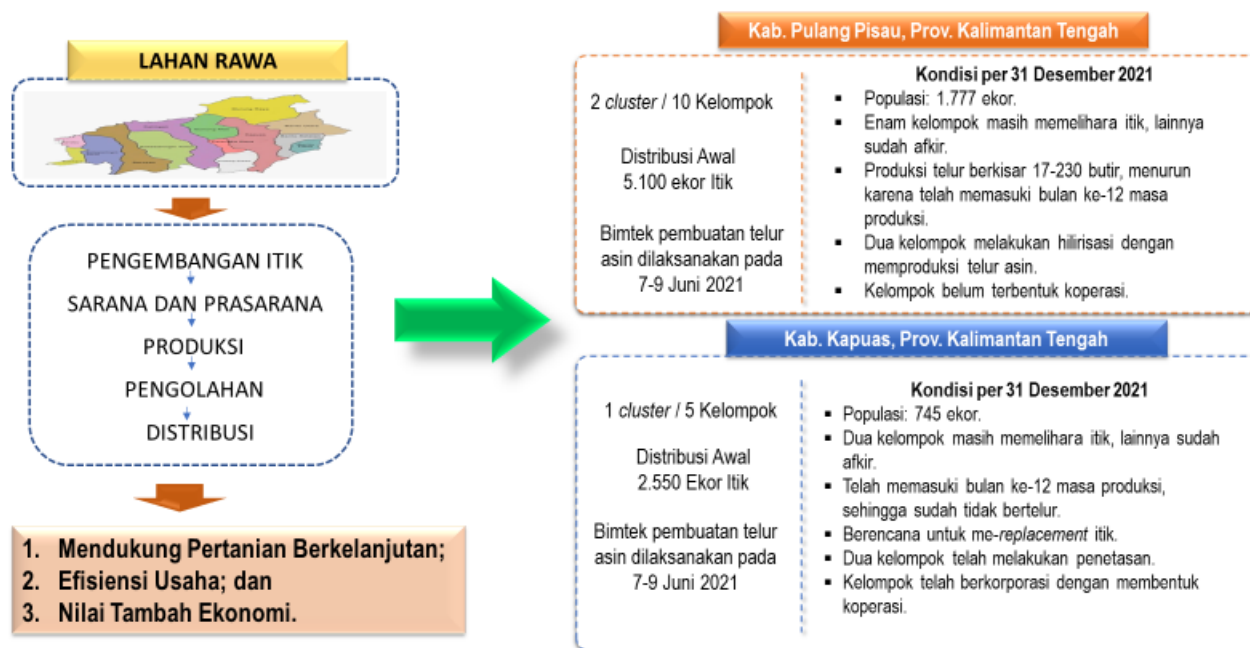 LAHAN RAWA
PENGEMBANGAN ITIK
SARANA DAN PRASARANA
PRODUKSI
PENGOLAHAN
DISTRIBUSI
1. Mendukung Pertanian Berkelanjutan;
2. Efisiensi Usaha; dan
3. Nilai Tambah Ekonomi.
Kab. Pulang Pisau, Prov. Kalimantan Tengah
2 cluster / 10 Kelompok
Distribusi Awal
5.100 ekor Itik
Bimtek pembuatan telur
asin dilaksanakan pada
7-9 Juni 2021
Kondisi per 31 Desember 2021
▪ Populasi: 1.777 ekor.
▪ Enam kelompok masih memelihara itik, lainnya
sudah afkir.
▪ Produksi telur berkisar 17-230 butir, menurun
karena telah memasuki bulan ke-12 masa
produksi.
▪ Dua kelompok melakukan hilirisasi dengan
memproduksi telur asin.
▪ Kelompok belum terbentuk koperasi.
Kab. Kapuas, Prov. Kalimantan Tengah
1 cluster / 5 Kelompok
Distribusi Awal
2.550 Ekor Itik
Bimtek pembuatan telur
asin dilaksanakan pada
7-9 Juni 2021
Kondisi per 31 Desember 2021
▪ Populasi: 745 ekor.
▪ Dua kelompok masih memelihara itik, lainnya sudah
afkir.
▪ Telah memasuki bulan ke-12 masa produksi,
sehingga sudah tidak bertelur.
▪ Berencana untuk me-replacement itik.
▪ Dua kelompok telah melakukan penetasan.
▪ Kelompok telah berkorporasi dengan membentuk
koperasi.